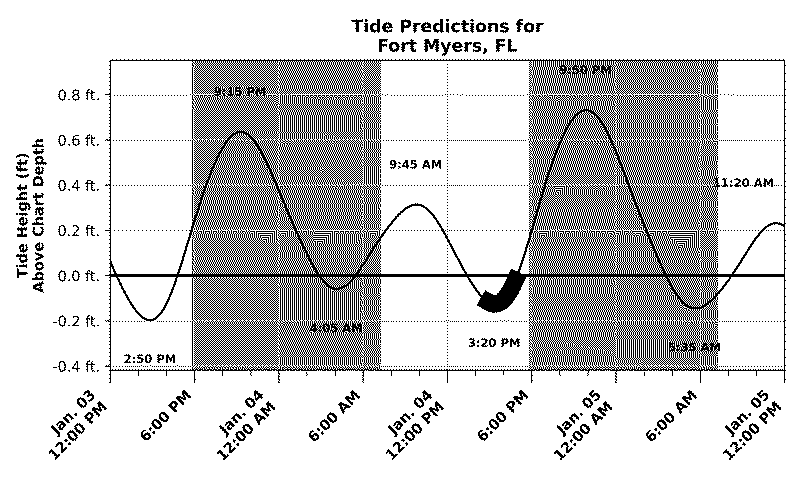 Tide Predictions for
Fort Myers, FL
Tide Height (ft)
Above Chart Depth
0.8 ft.
0.6 ft.
0.4 ft.
0.2 ft.
0.0 ft.
-0.2 ft.
-0.4 ft.
9:15 PM
9:50 PM
9:45 AM
11:20 AM
4:05 AM
3:20 PM
5:35 AM
2:50 PM
Jan. 03
12:00 PM
6:00 PM
Jan. 04
12:00 AM
6:00 AM
Jan. 04
12:00 PM
6:00 PM
Jan. 05
12:00 AM
6:00 AM
Jan. 05
12:00 PM